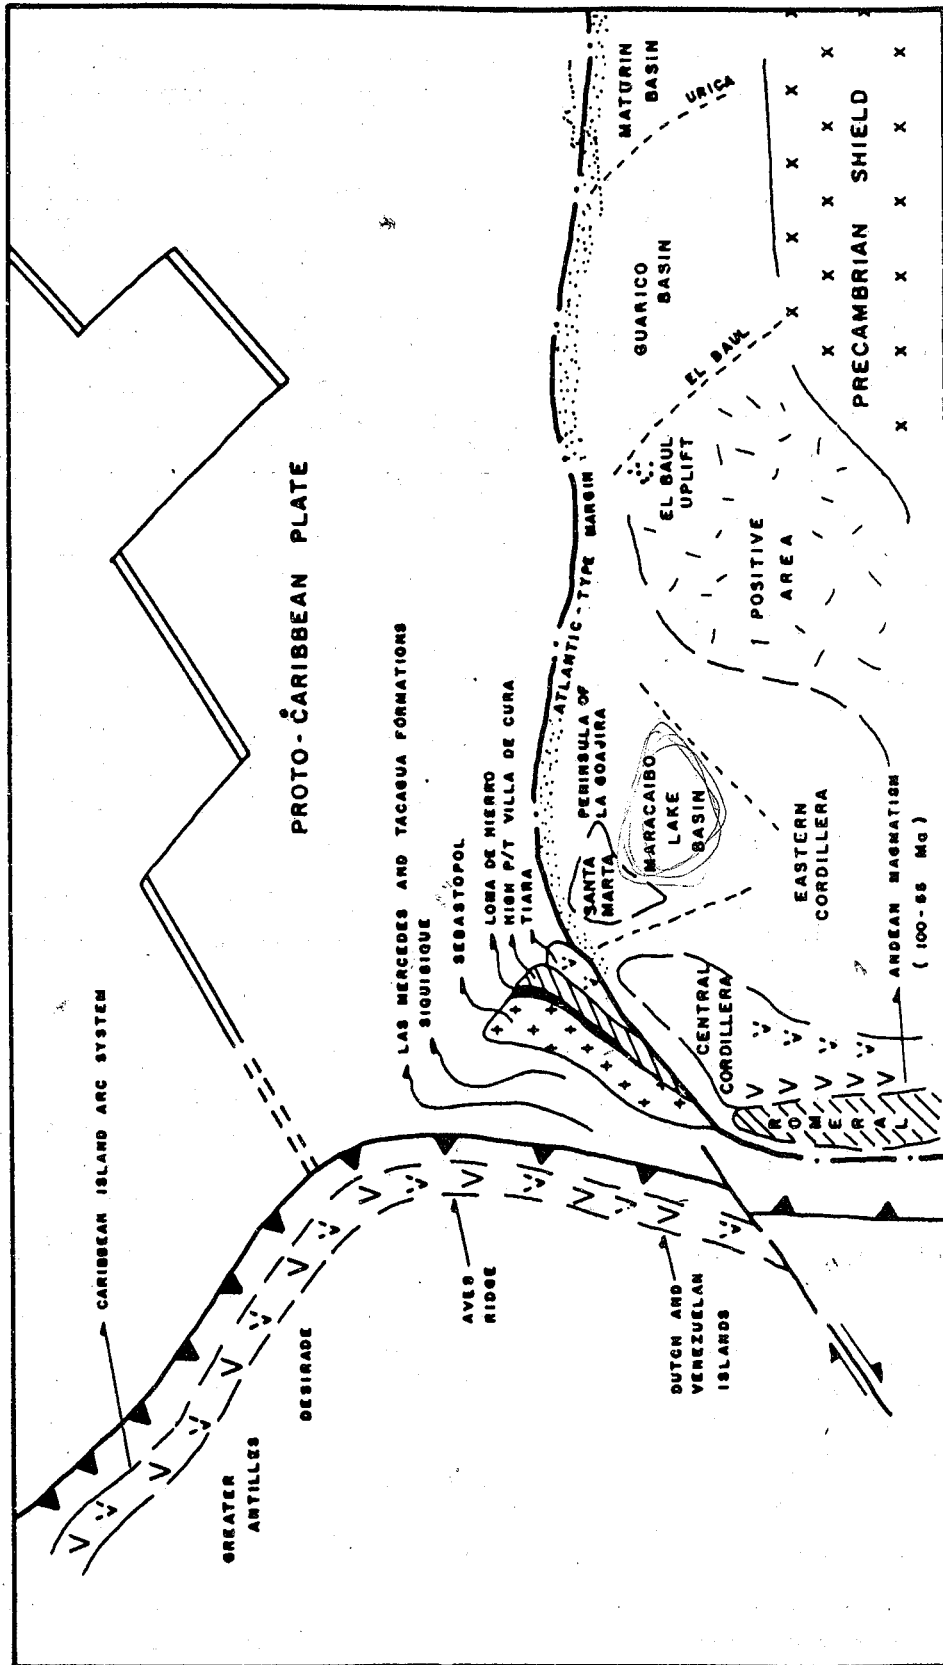 CARIBBEAN ISLAND ARC SYSTEM
GREATER
ANTILLES
DESIRADE
AVES
RIDGE
DUTCH AND
VENEZUELAN
ISLANDS
PROTO-CARIBBEAN PLATE
LAS MERCEDES AND TACAGUA FORMATIONS
SIQUISIQUE
SEBASTOPOL
LOMA DE HIERRO
HIGH P/T VILLA DE CURA
TIARA
ATLANTIC-TYPE MARGIN
PENINSULA OF
LA GOAJIRA
SANTA
MARTA
MARACAIBO
LAKE
BASIN
CENTRAL
CORDILLERA
ROMERAL
EASTERN
CORDILLERA
ANDEAN MAGMATION
(100-65 Ma)
EL BAUL
UPLIFT
EL BAUL
POSITIVE
AREA
GUARICO
BASIN
MATURIN
BASIN
URICA
PRECAMBRIAN SHIELD